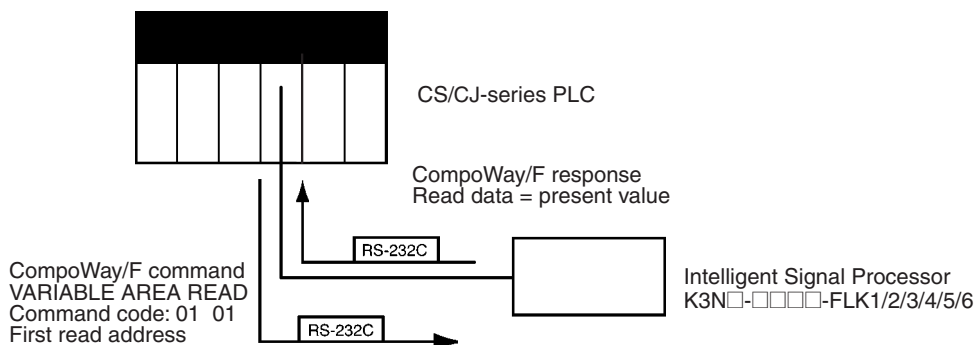 CS/CJ-series PLC
CompoWay/F response
Read data = present value
RS-232C
CompoWay/F command
VARIABLE AREA READ
Command code: 01 01
First read address
Intelligent Signal Processor
K3N□-□□□□-FLK1/2/3/4/5/6
RS-232C